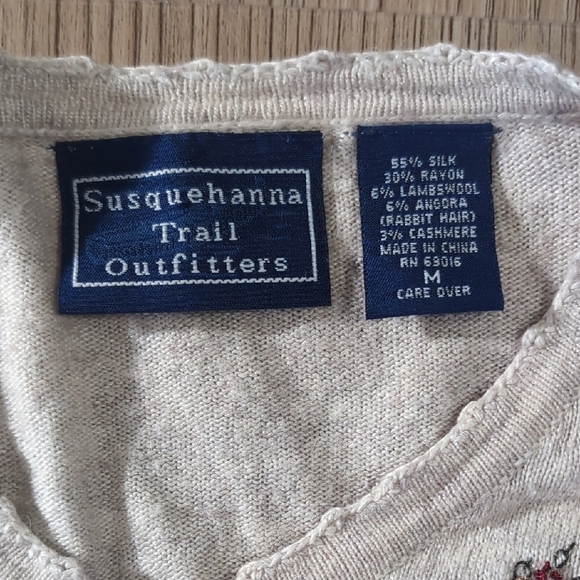 Susquehanna
Trail
Outfitters
55% SILK
30% RAYON
6% LAMBSWOOL
6% ANGORA
(RABBIT HAIR)
3% CASHMERE
MADE IN CHINA
RN 63016
M
CARE OVER